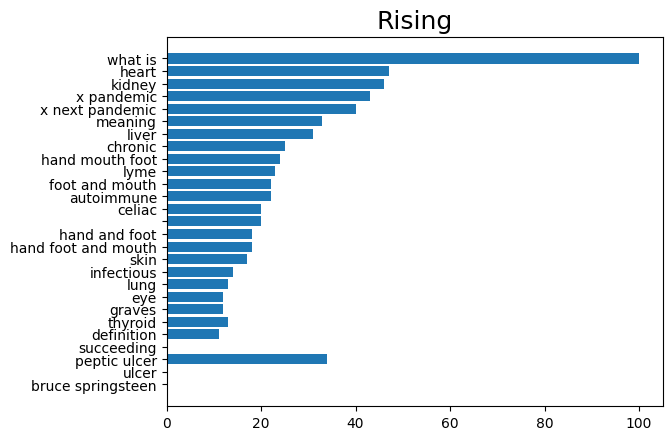 Rising
what is
heart
kidney
x pandemic
x next pandemic
meaning
liver
chronic
hand mouth foot
lyme
foot and mouth
autoimmune
celiac
hand and foot
hand foot and mouth
skin
infectious
lung
eye
graves
thyroid
definition
succeeding
peptic ulcer
ulcer
bruce springsteen
0 20 40 60 80 100